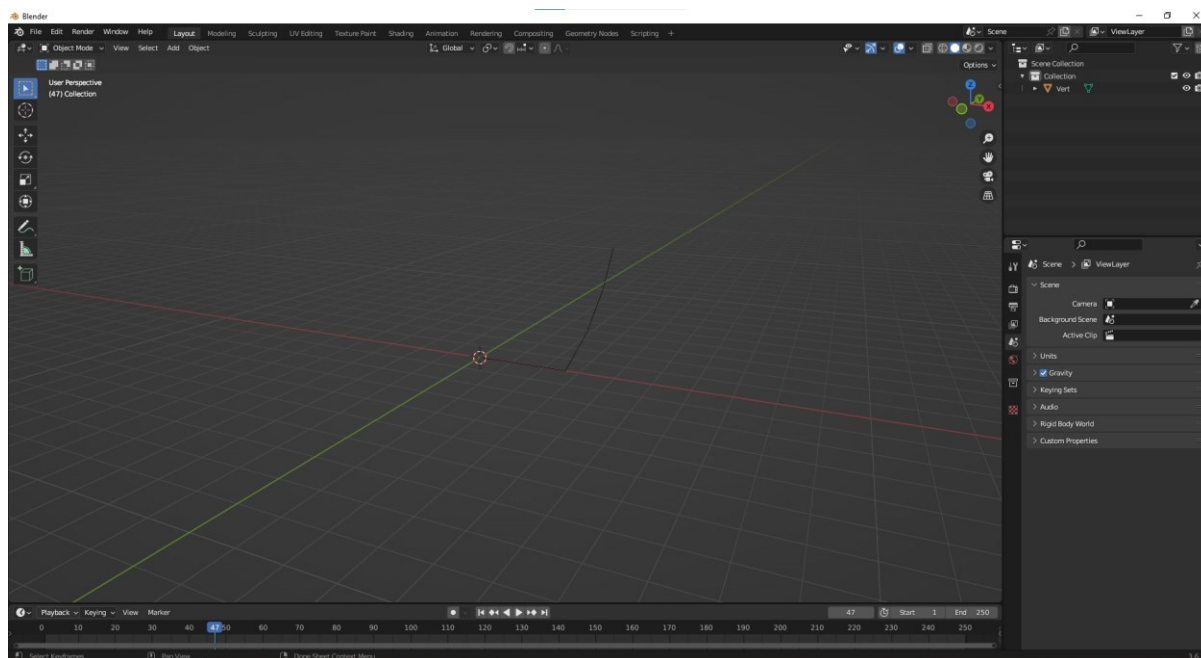 Blender
File Edit Render Window Help Layout Modeling Sculpting UV Editing Texture Paint Shading Animation Rendering Compositing Geometry Nodes Scripting + Scene ViewLayer
Object Mode View Select Add Object Global
Options
User Perspective
(47) Collection
Z
Y
X
Scene Collection
Collection
Vert
Scene > ViewLayer
Scene
Camera
Background Scene
Active Clip
Units
Gravity
Keying Sets
Audio
Rigid Body World
Custom Properties
Playback Keying View Marker 47 Start 1 End 250
0 10 20 30 40 47 50 60 70 80 90 100 110 120 130 140 150 160 170 180 190 200 210 220 230 240 250
Select Keyframes Pan View Dope Sheet Context Menu 3.6